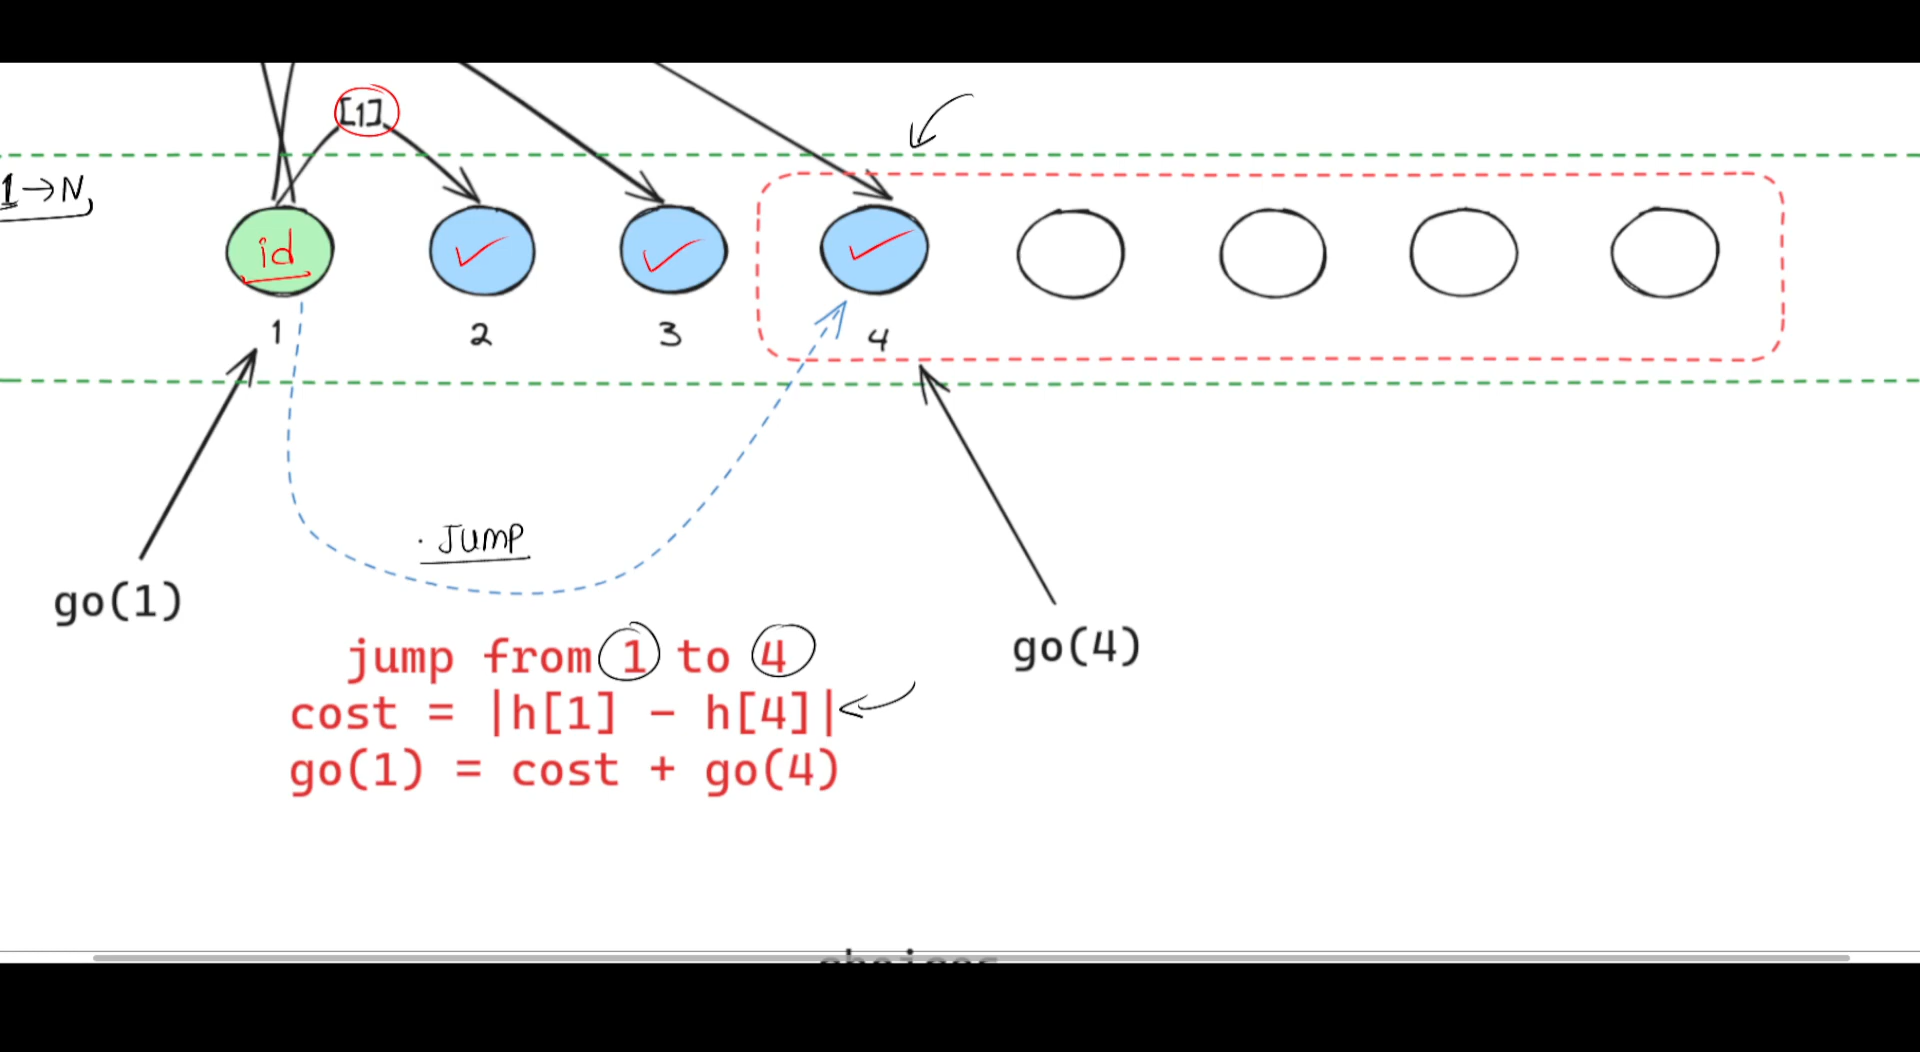 [1]
1→N,
id
1 2 3 4
. JUMP
go(1)
jump from 1 to 4
go(4)
cost = |h[1] - h[4]|
go(1) = cost + go(4)